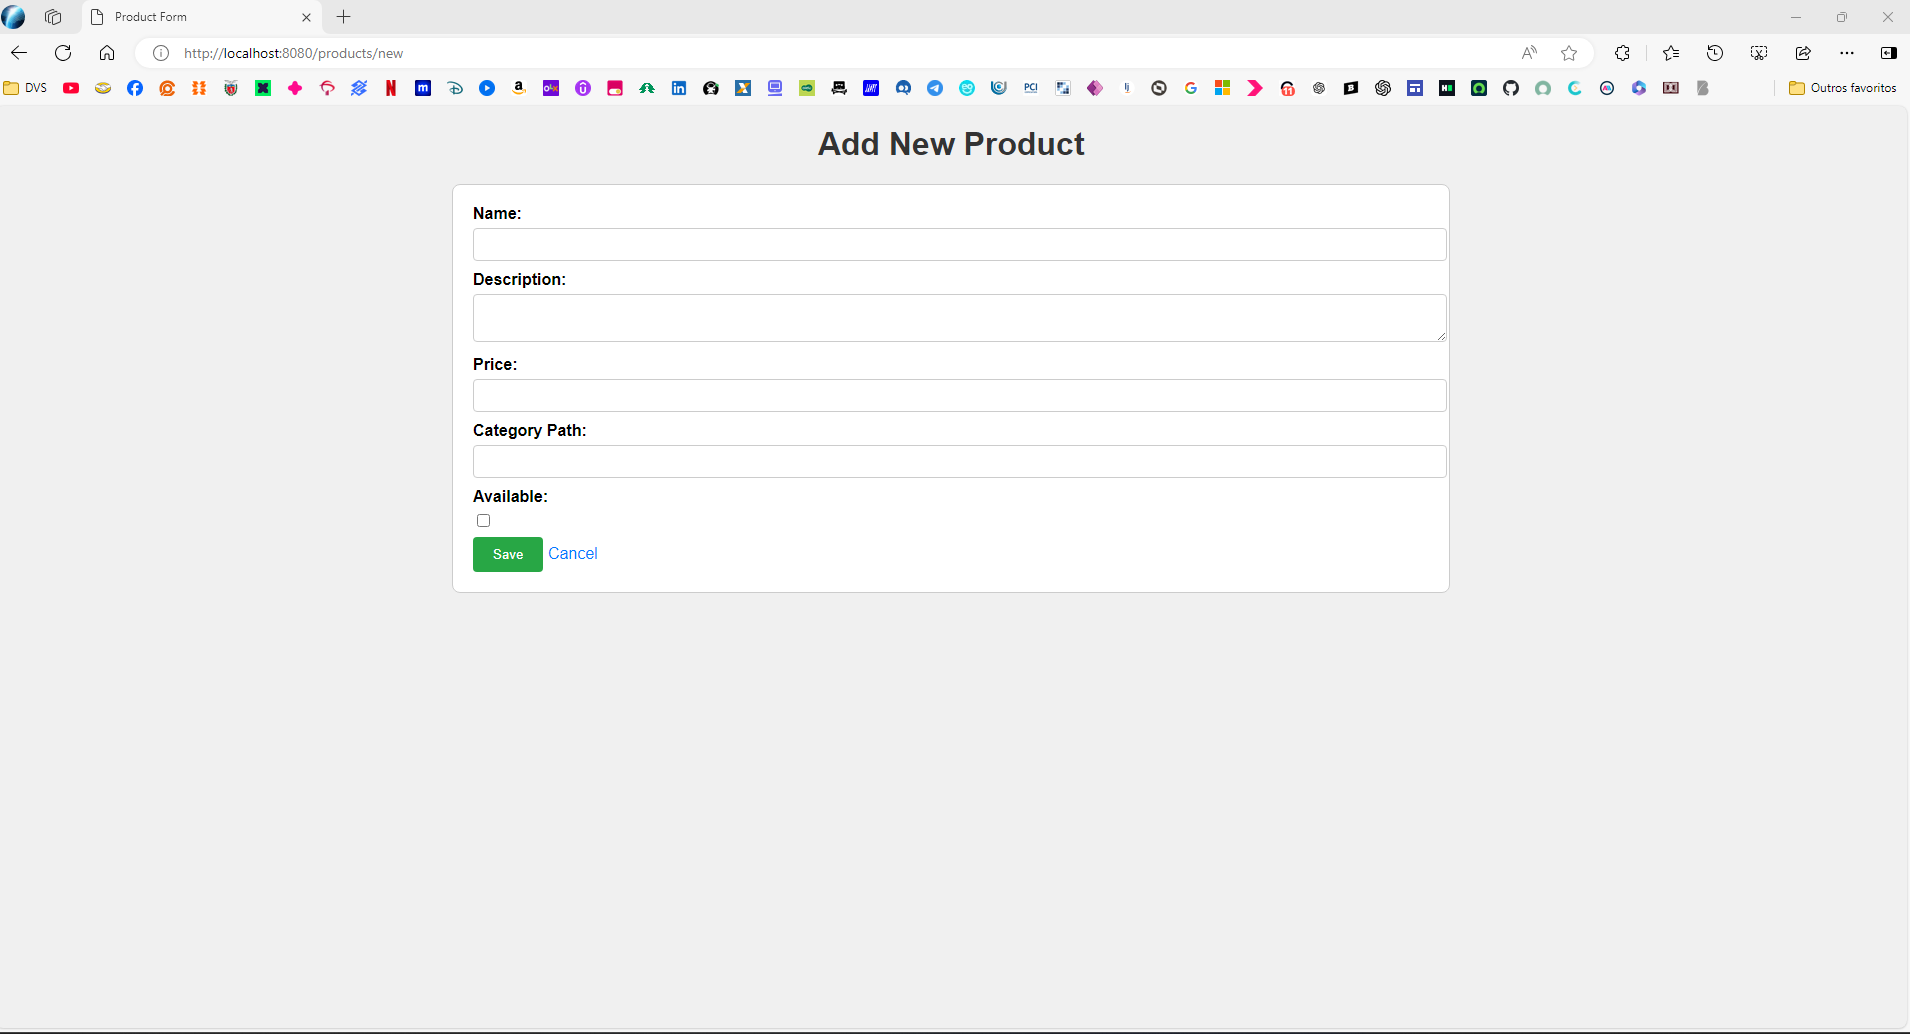 Product Form
http://localhost:8080/products/new
DVS
Outros favoritos
Add New Product
Name:
Description:
Price:
Category Path:
Available:
Save Cancel